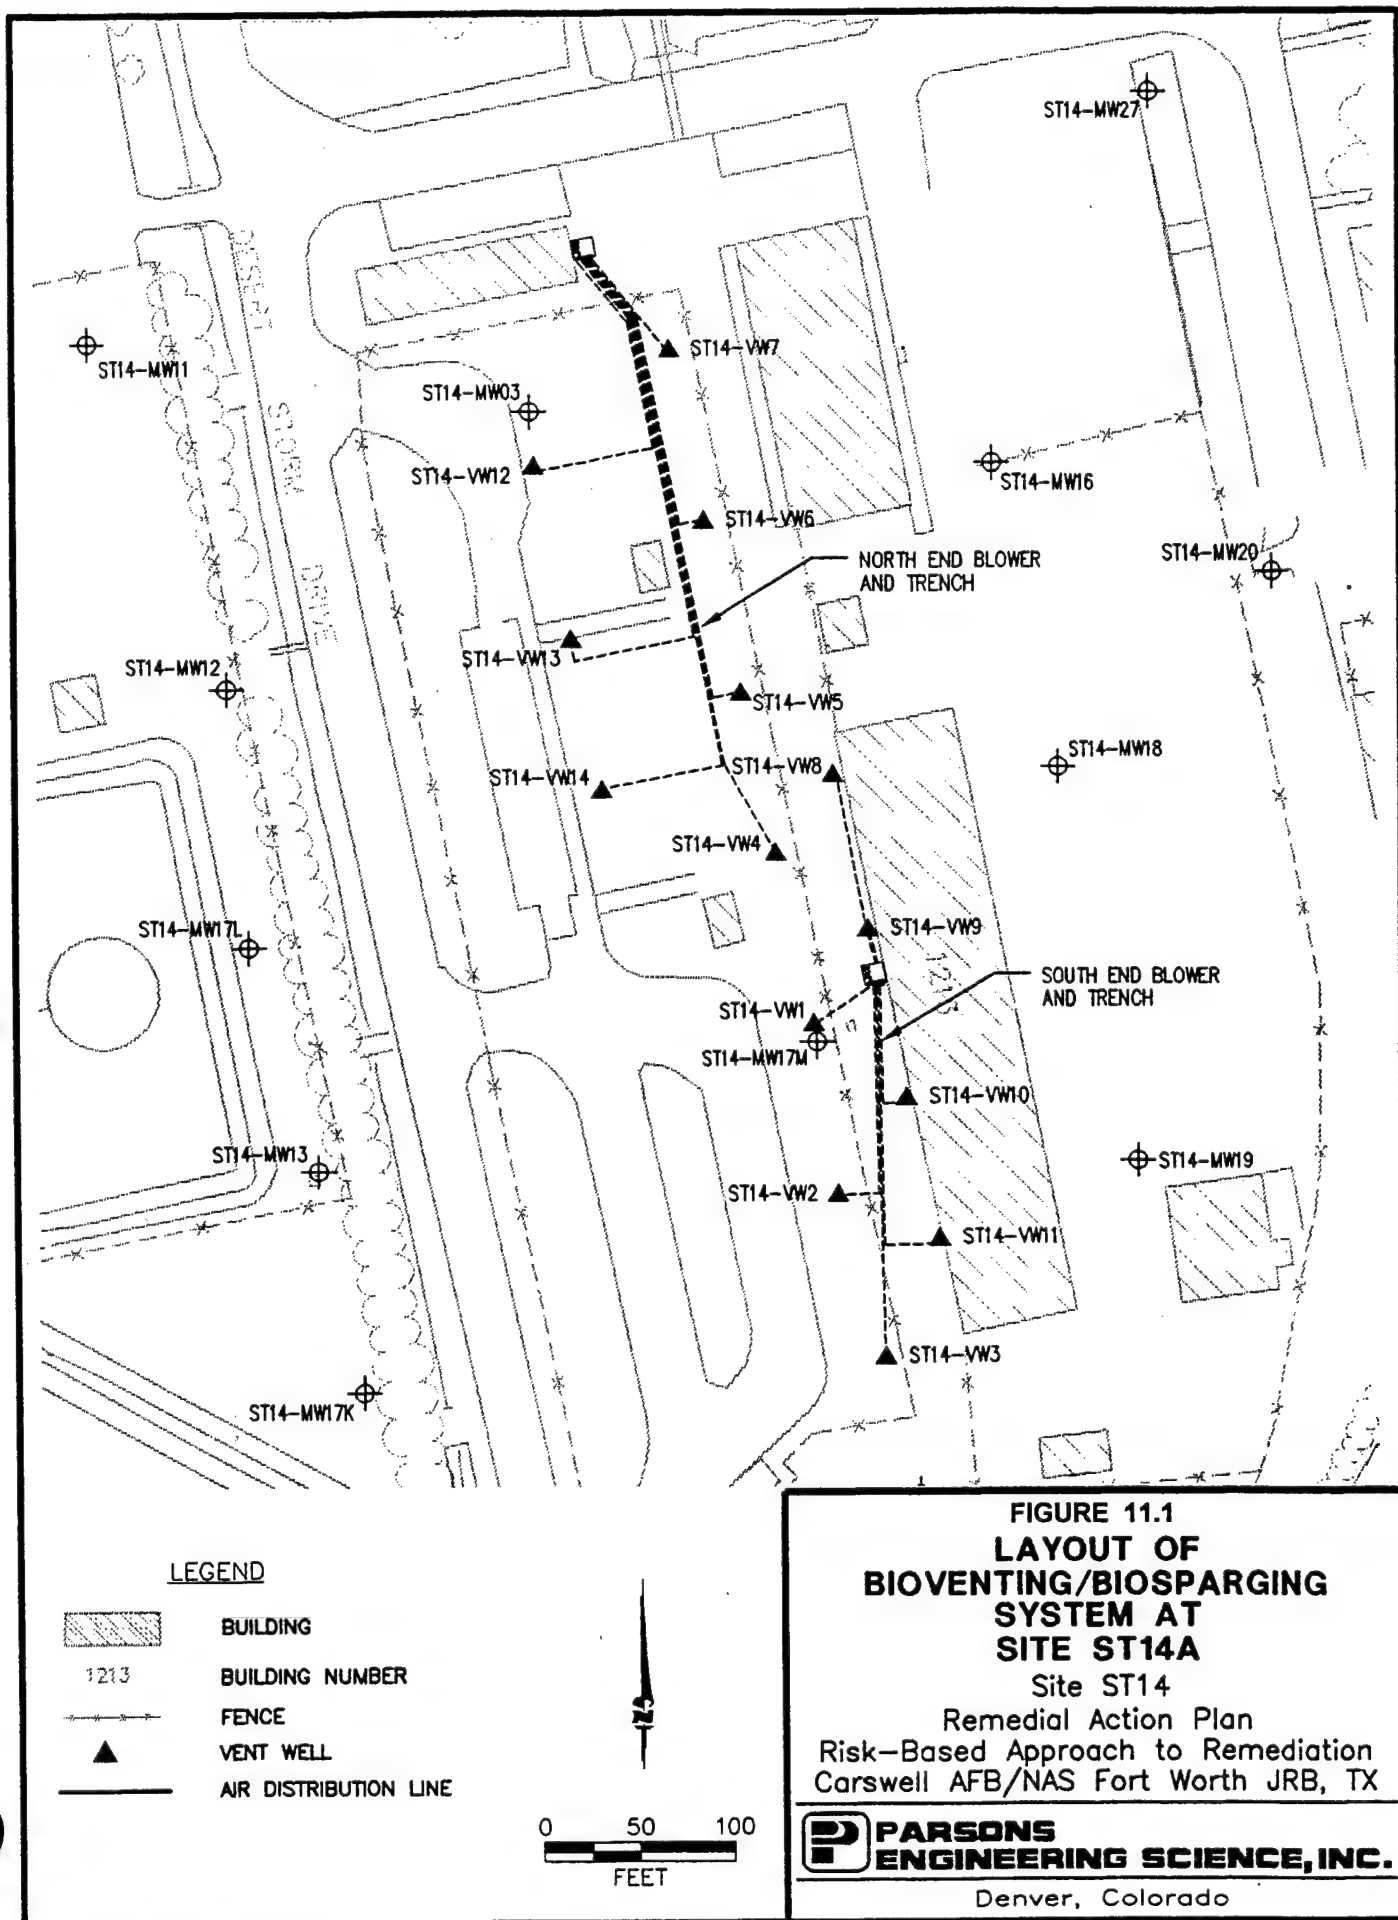 ST14-MW27
DESERT
STORM
DRIVE
ST14-MW11
ST14-VW7
ST14-MW03
ST14-VW12
ST14-MW16
ST14-VW6
NORTH END BLOWER
AND TRENCH
ST14-MW20
ST14-VW13
ST14-MW12
ST14-VW5
ST14-VW8
ST14-MW18
ST14-VW14
ST14-VW4
ST14-MW17L
ST14-VW9
SOUTH END BLOWER
AND TRENCH
ST14-VW1
ST14-MW17M
ST14-VW10
ST14-MW13
ST14-MW19
ST14-VW2
ST14-VW11
ST14-VW3
ST14-MW17K
LEGEND
BUILDING
1213 BUILDING NUMBER
FENCE
VENT WELL
AIR DISTRIBUTION LINE
N
0 50 100
FEET
FIGURE 11.1
LAYOUT OF
BIOVENTING/BIOSPARGING
SYSTEM AT
SITE ST14A
Site ST14
Remedial Action Plan
Risk-Based Approach to Remediation
Carswell AFB/NAS Fort Worth JRB, TX
PARSONS
ENGINEERING SCIENCE, INC.
Denver, Colorado